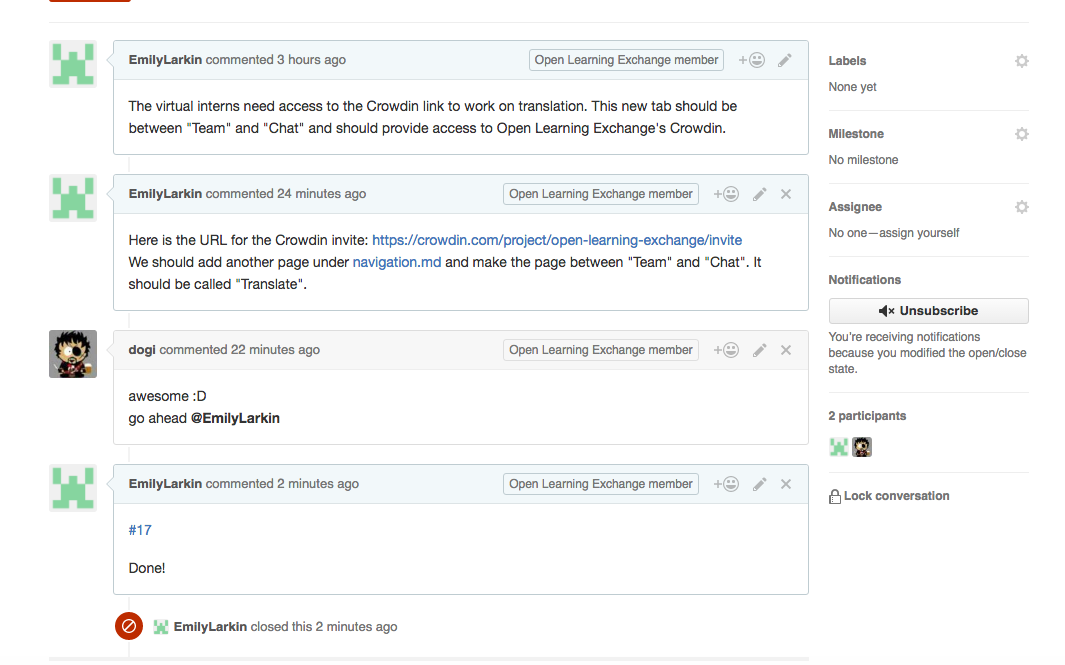 EmilyLarkin commented 3 hours ago
Open Learning Exchange member
The virtual interns need access to the Crowdin link to work on translation. This new tab should be
between "Team" and "Chat" and should provide access to Open Learning Exchange's Crowdin.
EmilyLarkin commented 24 minutes ago
Open Learning Exchange member
Here is the URL for the Crowdin invite: https://crowdin.com/project/open-learning-exchange/invite
We should add another page under navigation.md and make the page between "Team" and "Chat". It
should be called "Translate".
dogi commented 22 minutes ago
Open Learning Exchange member
awesome :D
go ahead @EmilyLarkin
EmilyLarkin commented 2 minutes ago
Open Learning Exchange member
#17
Done!
EmilyLarkin closed this 2 minutes ago
Labels
None yet
Milestone
No milestone
Assignee
No one—assign yourself
Notifications
Unsubscribe
You're receiving notifications
because you modified the open/close
state.
2 participants
Lock conversation